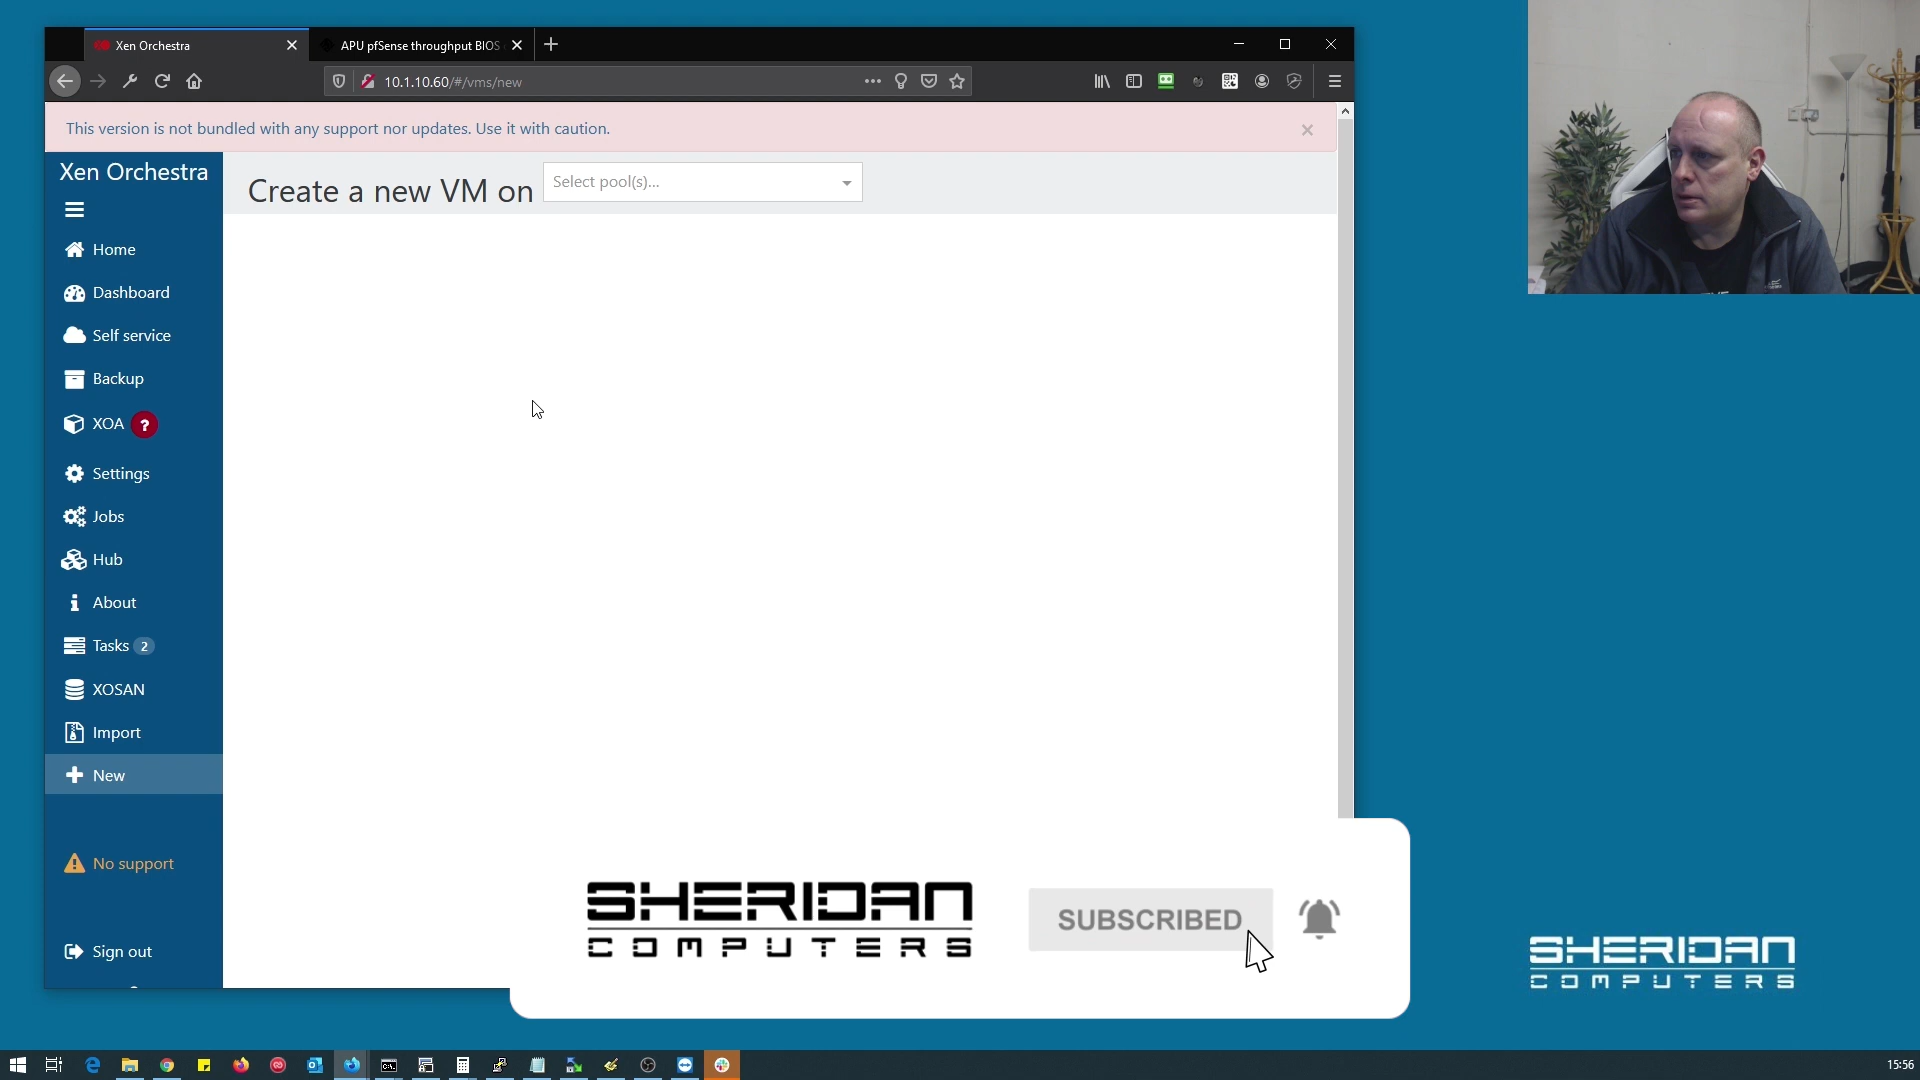 Xen Orchestra
APU pfSense throughput BIOS
10.1.10.60/#/vms/new
This version is not bundled with any support nor updates. Use it with caution.
Xen Orchestra
Create a new VM on
Select pool(s)...
Home
Dashboard
Self service
Backup
XOA ?
Settings
Jobs
Hub
About
Tasks 2
XOSAN
Import
New
No support
Sign out
SHERIDAN
COMPUTERS
SUBSCRIBED
SHERIDAN
COMPUTERS
15:56